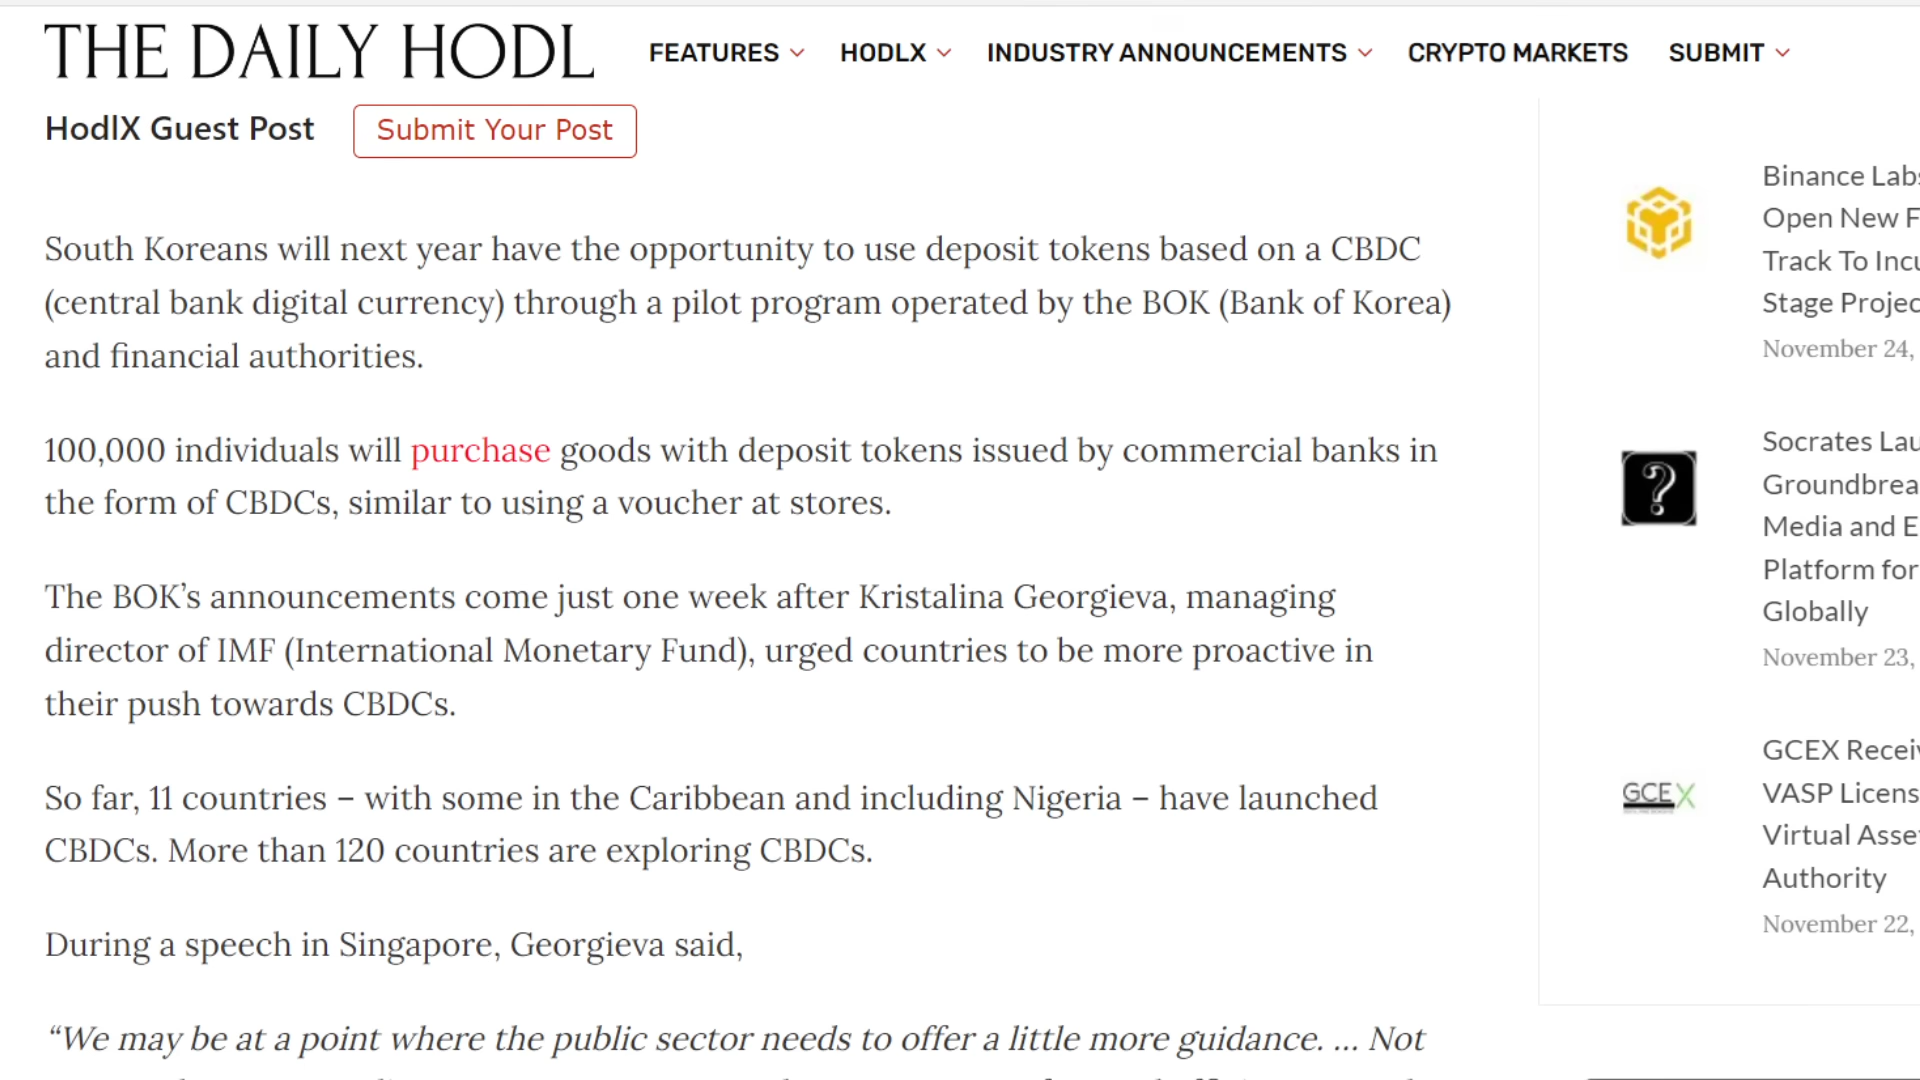 THE DAILY HODL
FEATURES HODLX INDUSTRY ANNOUNCEMENTS CRYPTO MARKETS SUBMIT
HodlX Guest Post Submit Your Post
South Koreans will next year have the opportunity to use deposit tokens based on a CBDC
(central bank digital currency) through a pilot program operated by the BOK (Bank of Korea)
and financial authorities.
100,000 individuals will purchase goods with deposit tokens issued by commercial banks in
the form of CBDCs, similar to using a voucher at stores.
The BOK’s announcements come just one week after Kristalina Georgieva, managing
director of IMF (International Monetary Fund), urged countries to be more proactive in
their push towards CBDCs.
So far, 11 countries – with some in the Caribbean and including Nigeria – have launched
CBDCs. More than 120 countries are exploring CBDCs.
During a speech in Singapore, Georgieva said,
“We may be at a point where the public sector needs to offer a little more guidance. … Not
Binance Labs
Open New F
Track To Incu
Stage Projec
November 24,
?
Socrates Lau
Groundbrea
Media and E
Platform for
Globally
November 23,
GCEX
GCEX Receiv
VASP Licens
Virtual Asse
Authority
November 22,